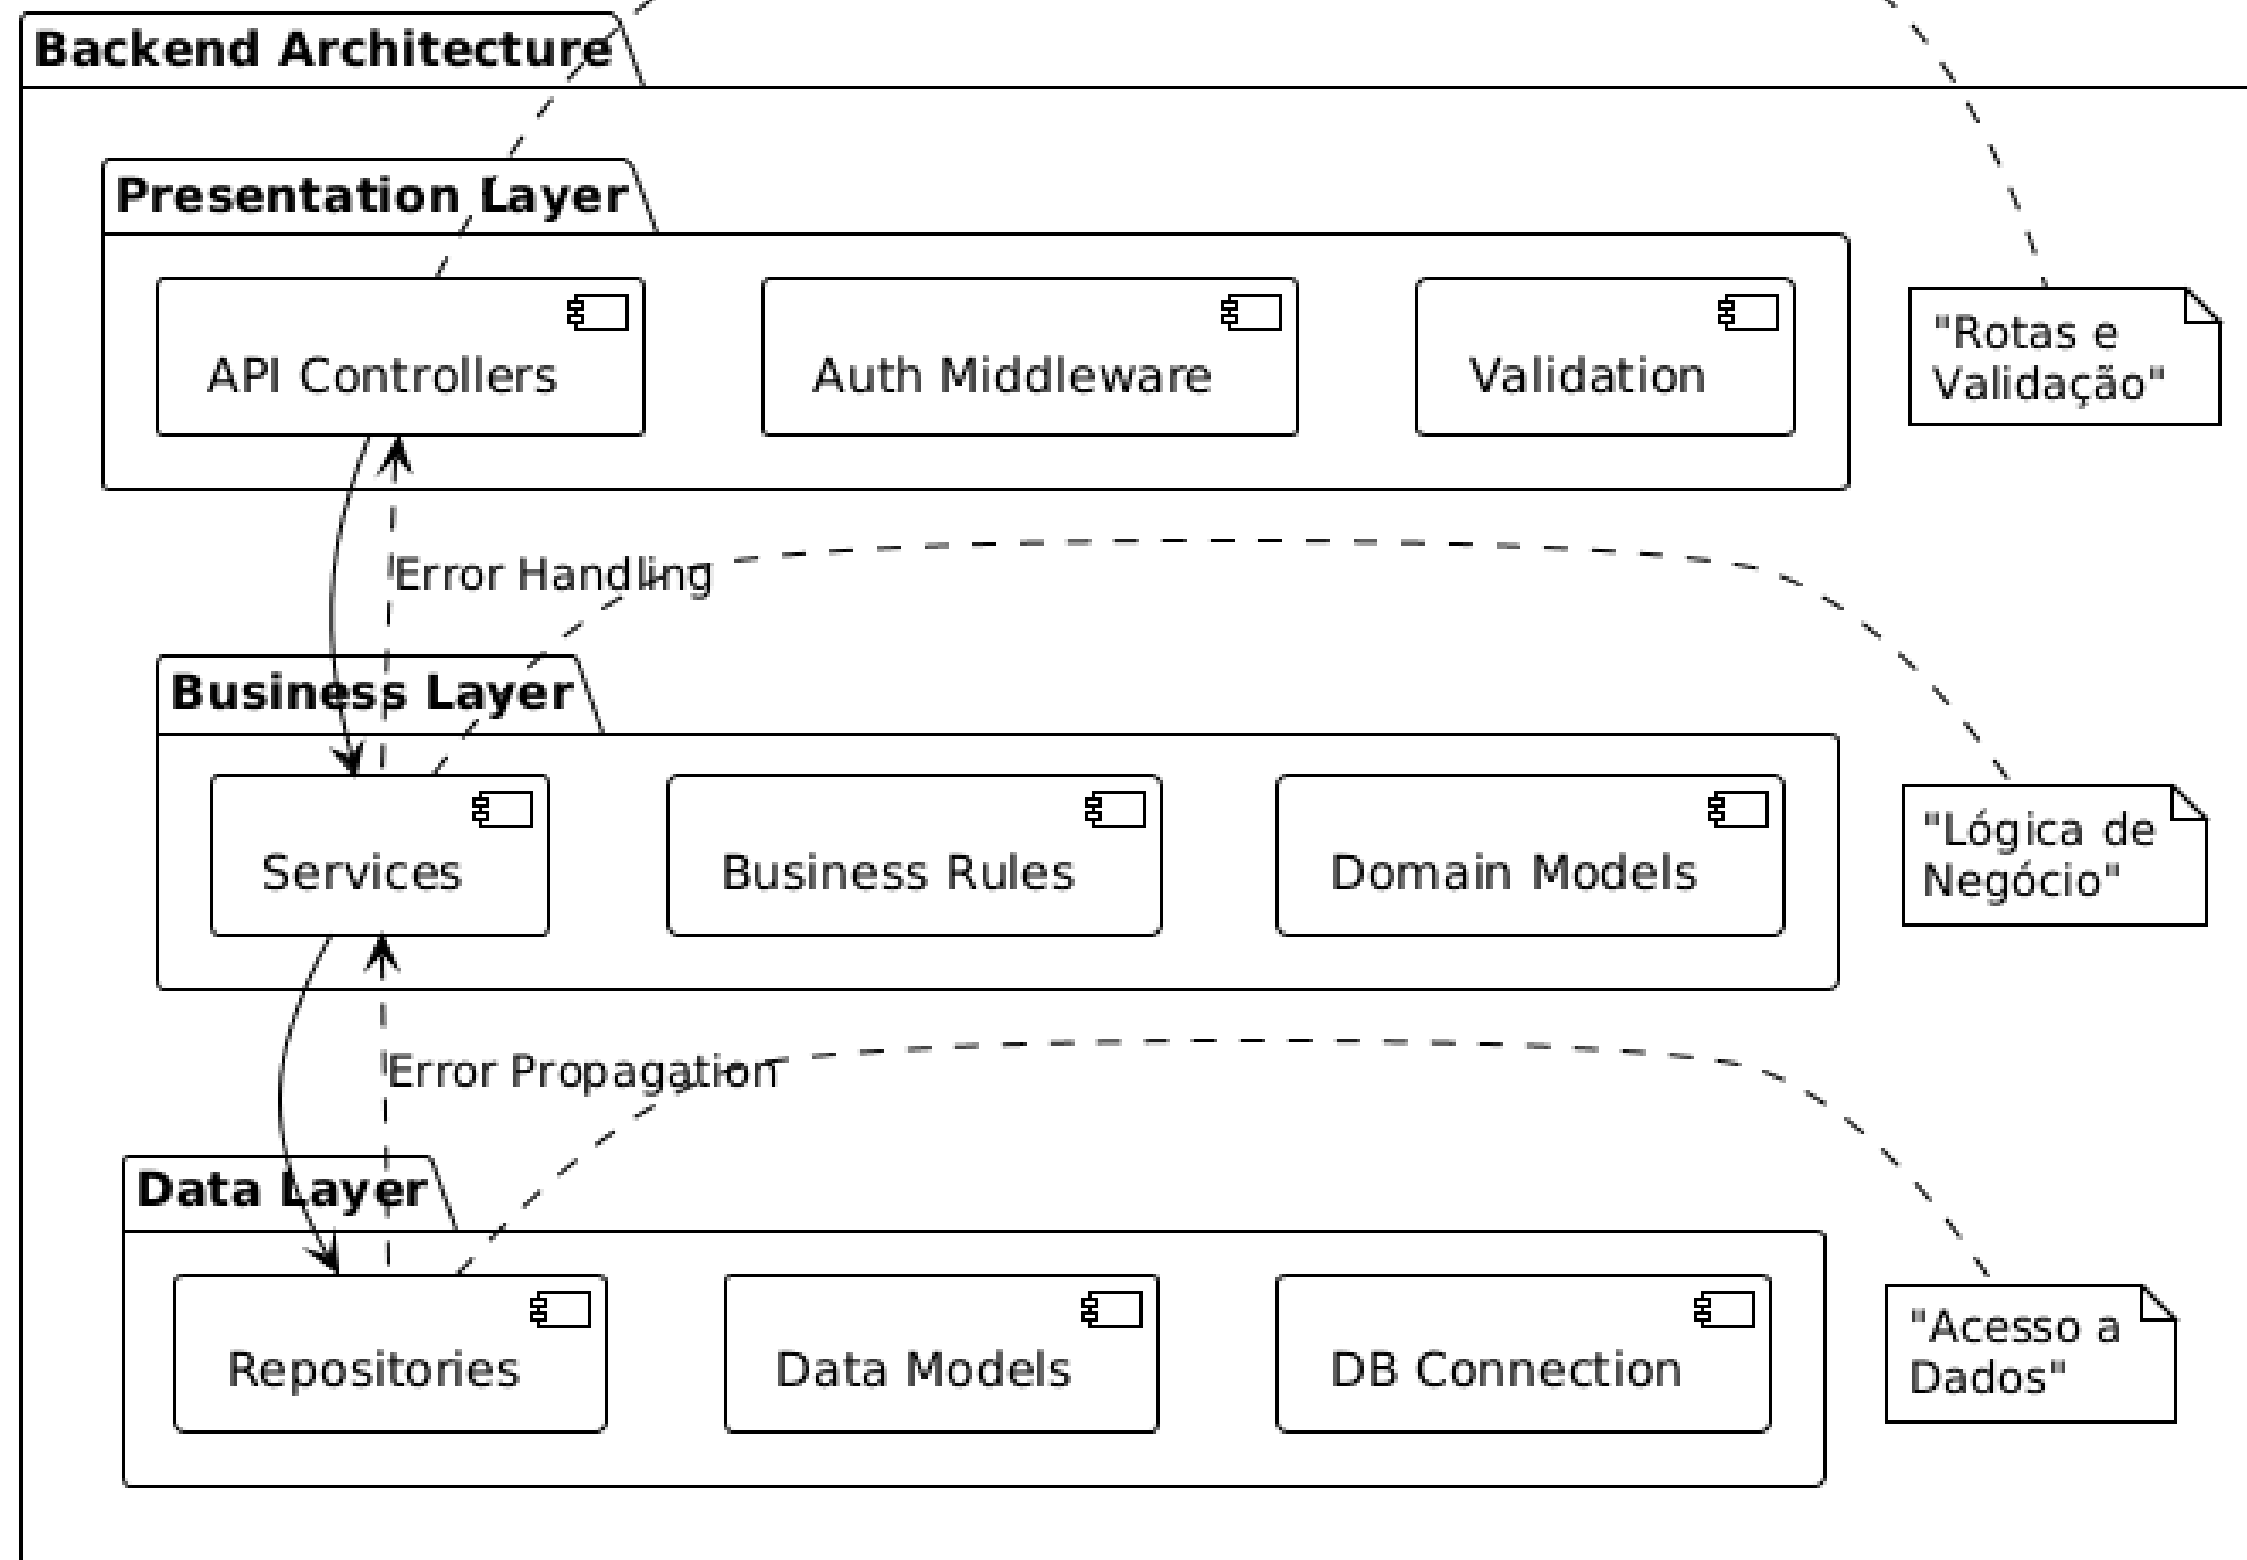 Backend Architecture
Presentation Layer
API Controllers
Auth Middleware
Validation
"Rotas e
Validação"
Error Handling
Business Layer
Services
Business Rules
Domain Models
"Lógica de
Negócio"
Error Propagation
Data Layer
Repositories
Data Models
DB Connection
"Acesso a
Dados"